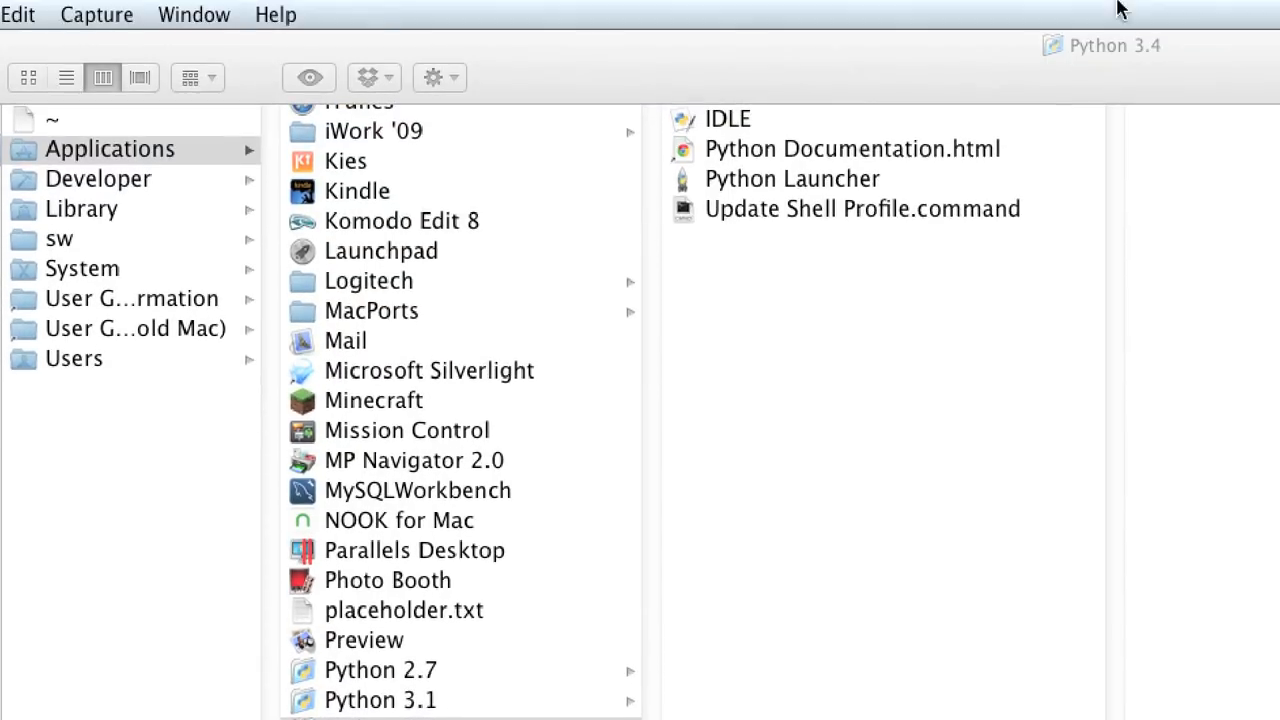 Edit Capture Window Help
Python 3.4
~
Applications
Developer
Library
sw
System
User G...rmation
User G...old Mac)
Users
iTunes
iWork '09
Kies
Kindle
Komodo Edit 8
Launchpad
Logitech
MacPorts
Mail
Microsoft Silverlight
Minecraft
Mission Control
MP Navigator 2.0
MySQLWorkbench
NOOK for Mac
Parallels Desktop
Photo Booth
placeholder.txt
Preview
Python 2.7
Python 3.1
IDLE
Python Documentation.html
Python Launcher
Update Shell Profile.command